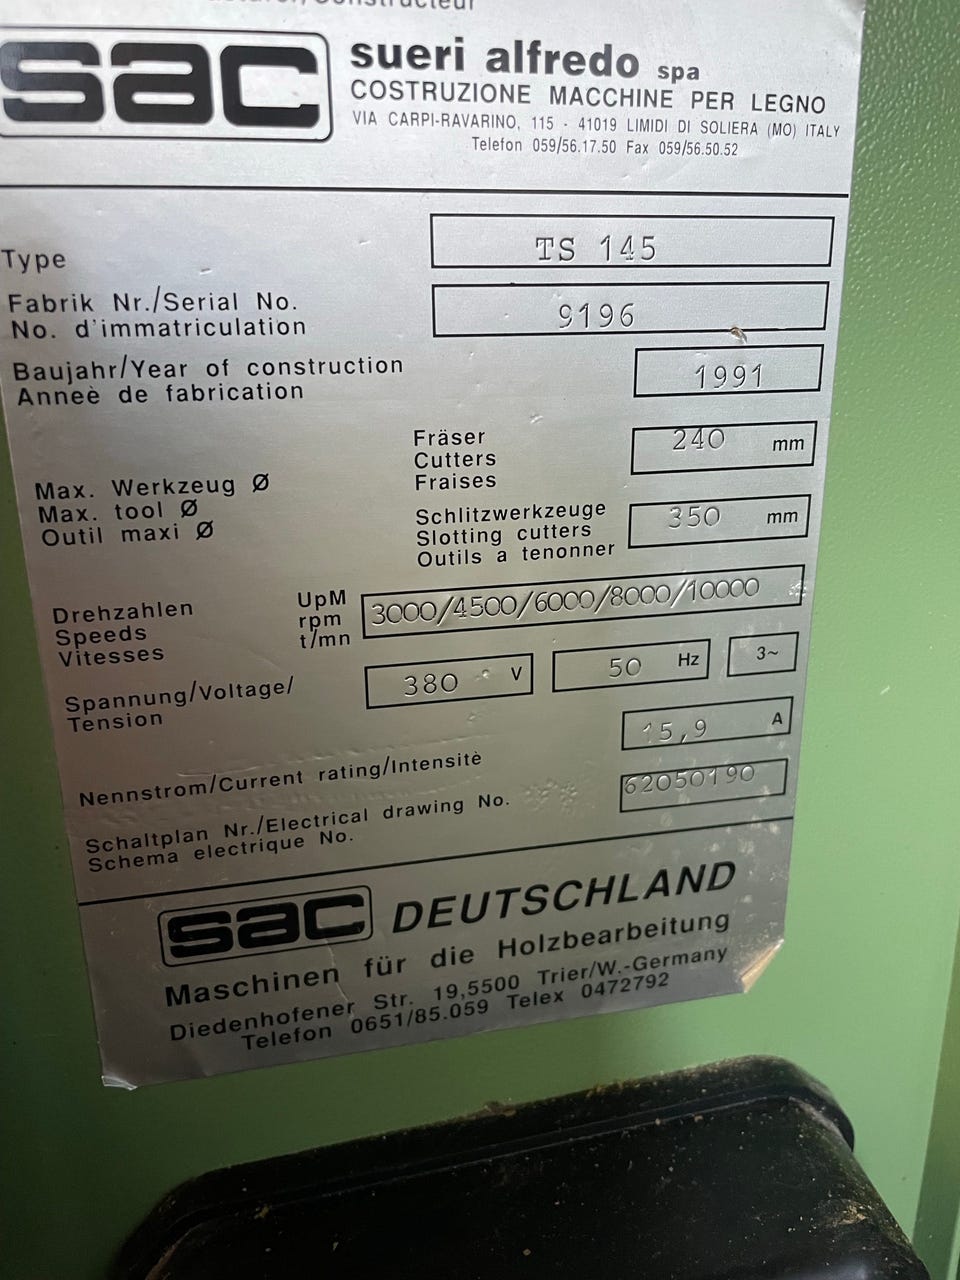 sac
sueri alfredo spa
COSTRUZIONE MACCHINE PER LEGNO
VIA CARPI-RAVARINO, 115 - 41019 LIMIDI DI SOLIERA (MO) ITALY
Telefon 059/56.17.50 Fax 059/56.50.52
Type
TS 145
Fabrik Nr./Serial No.
No. d'immatriculation
9196
Baujahr/Year of construction
Anneè de fabrication
1991
Max. Werkzeug Ø
Max. tool Ø
Outil maxi Ø
Fräser
Cutters
Fraises
240 mm
Schlitzwerkzeuge
Slotting cutters
Outils a tenonner
350 mm
Drehzahlen
Speeds
Vitesses
UpM
rpm
t/mn
3000/4500/6000/8000/10000
Spannung/Voltage/
Tension
380 V
50 Hz
3~
Nennstrom/Current rating/Intensitè
15,9 A
Schaltplan Nr./Electrical drawing No.
Schema electrique No.
62050190
sac DEUTSCHLAND
Maschinen für die Holzbearbeitung
Diedenhofener Str. 19,5500 Trier/W.-Germany
Telefon 0651/85.059 Telex 0472792